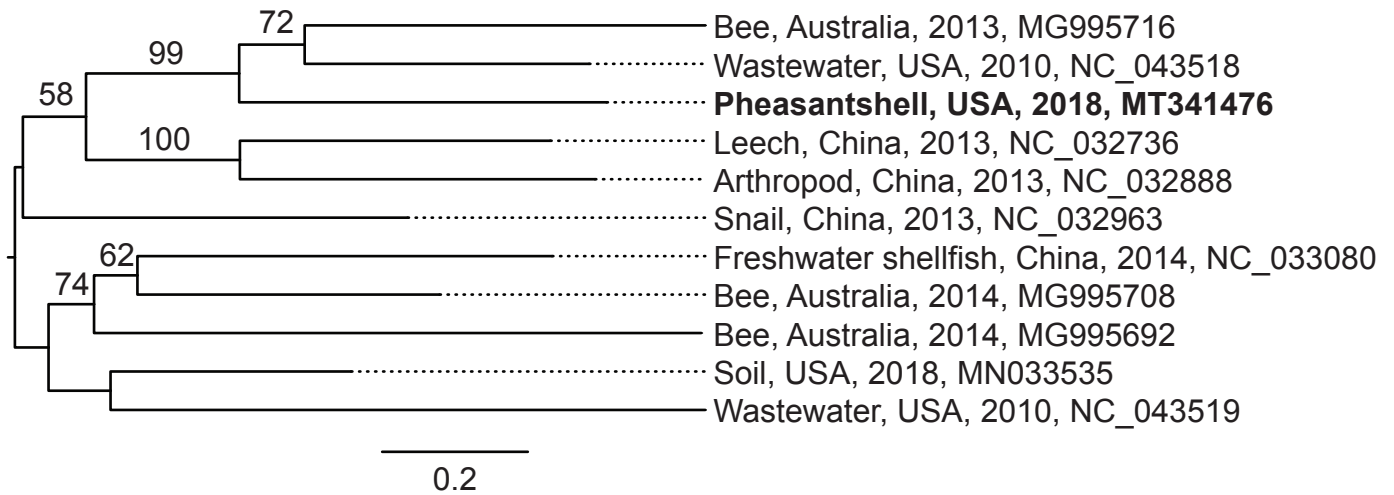 72
Bee, Australia, 2013, MG995716
99
Wastewater, USA, 2010, NC_043518
58
Pheasantshell, USA, 2018, MT341476
100
Leech, China, 2013, NC_032736
Arthropod, China, 2013, NC_032888
Snail, China, 2013, NC_032963
62
Freshwater shellfish, China, 2014, NC_033080
74
Bee, Australia, 2014, MG995708
Bee, Australia, 2014, MG995692
Soil, USA, 2018, MN033535
Wastewater, USA, 2010, NC_043519
0.2